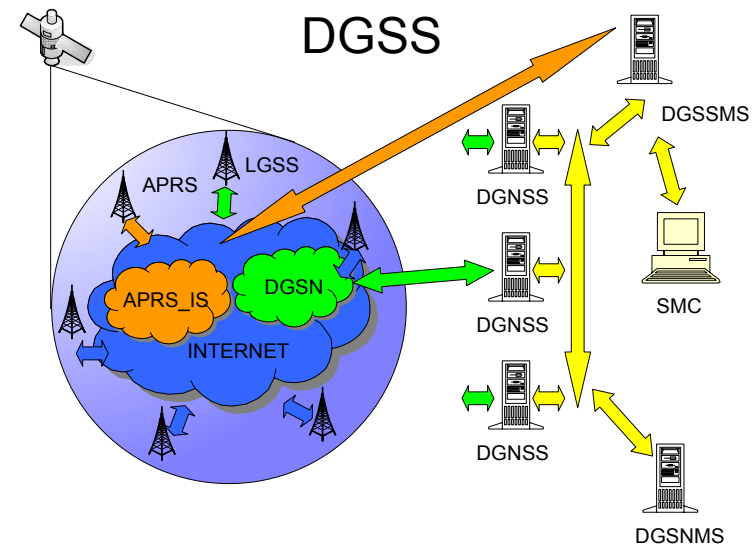 DGSS
DGSSMS
LGSS
APRS
DGNSS
DGSN
APRS_IS
SMC
DGNSS
INTERNET
DGNSS
DGSNMS